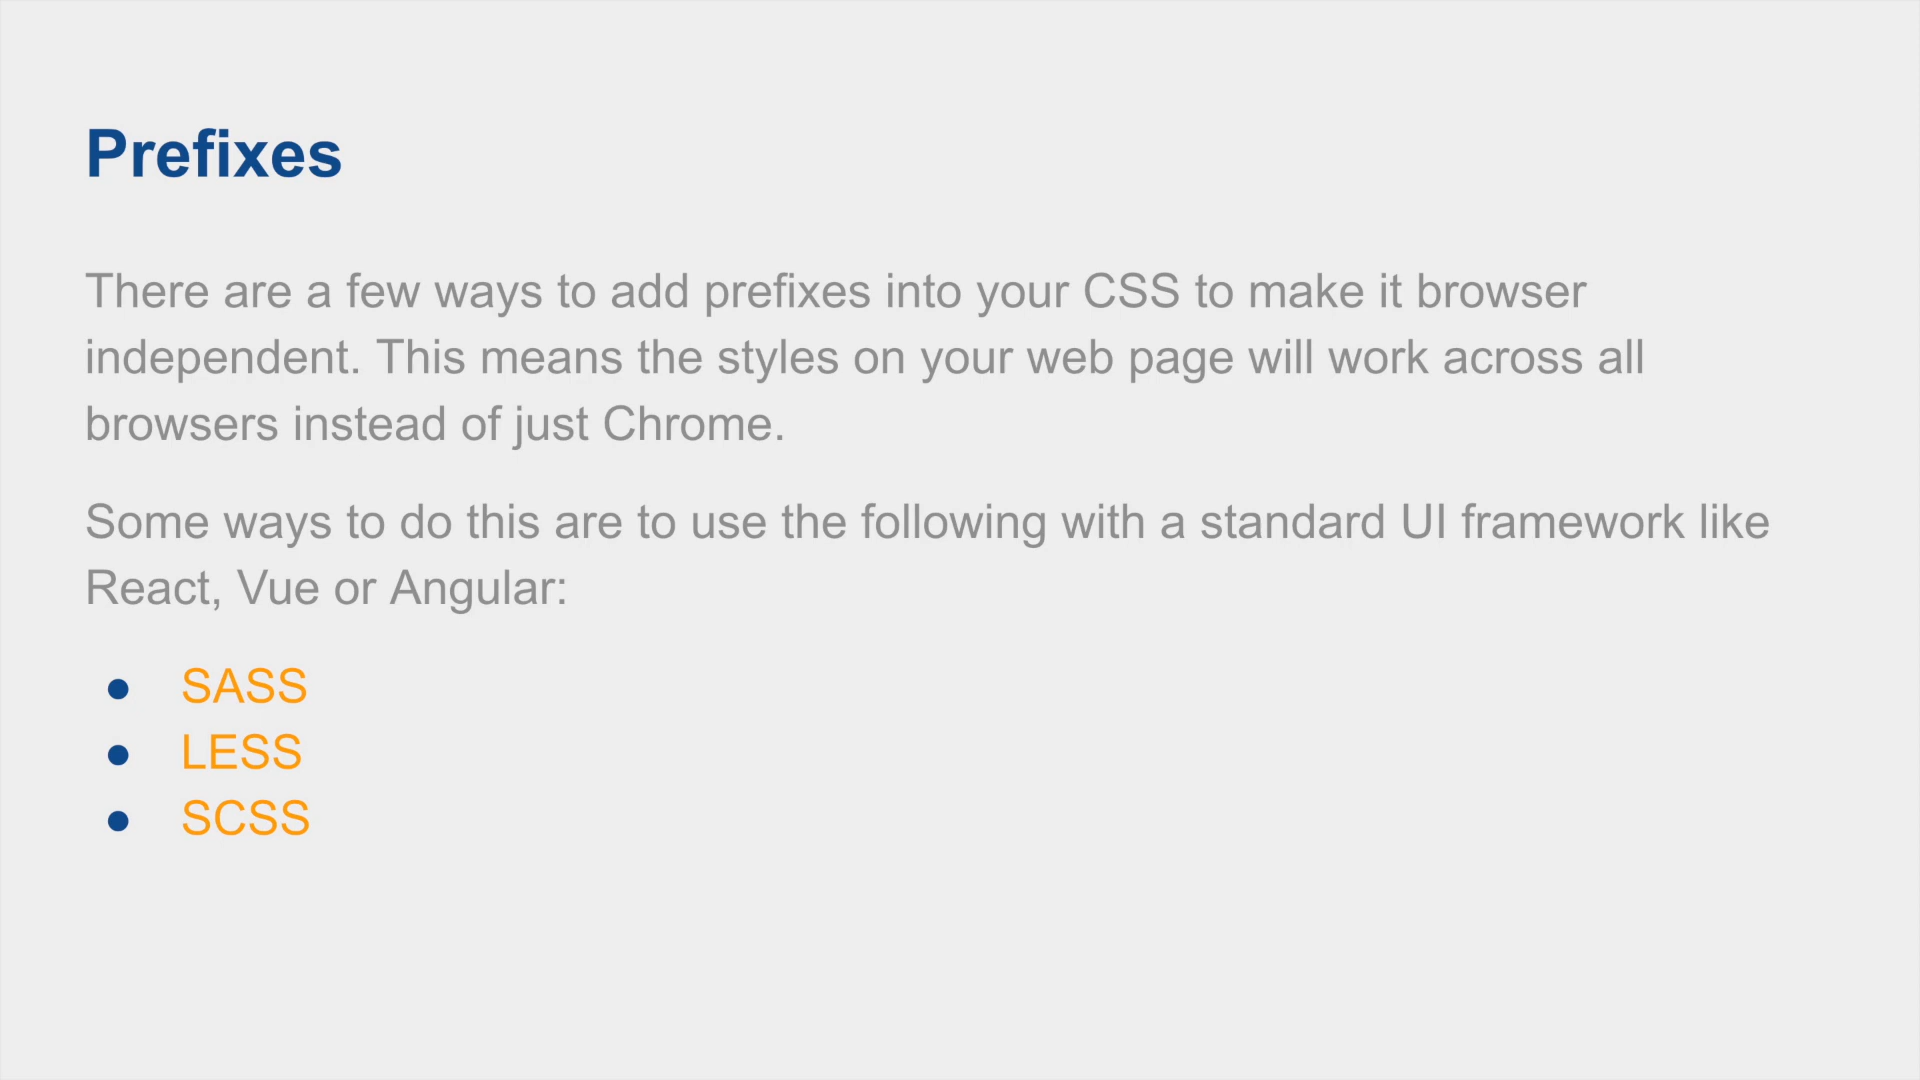 Prefixes
There are a few ways to add prefixes into your CSS to make it browser
independent. This means the styles on your web page will work across all
browsers instead of just Chrome.
Some ways to do this are to use the following with a standard UI framework like
React, Vue or Angular:
● SASS
● LESS
● SCSS